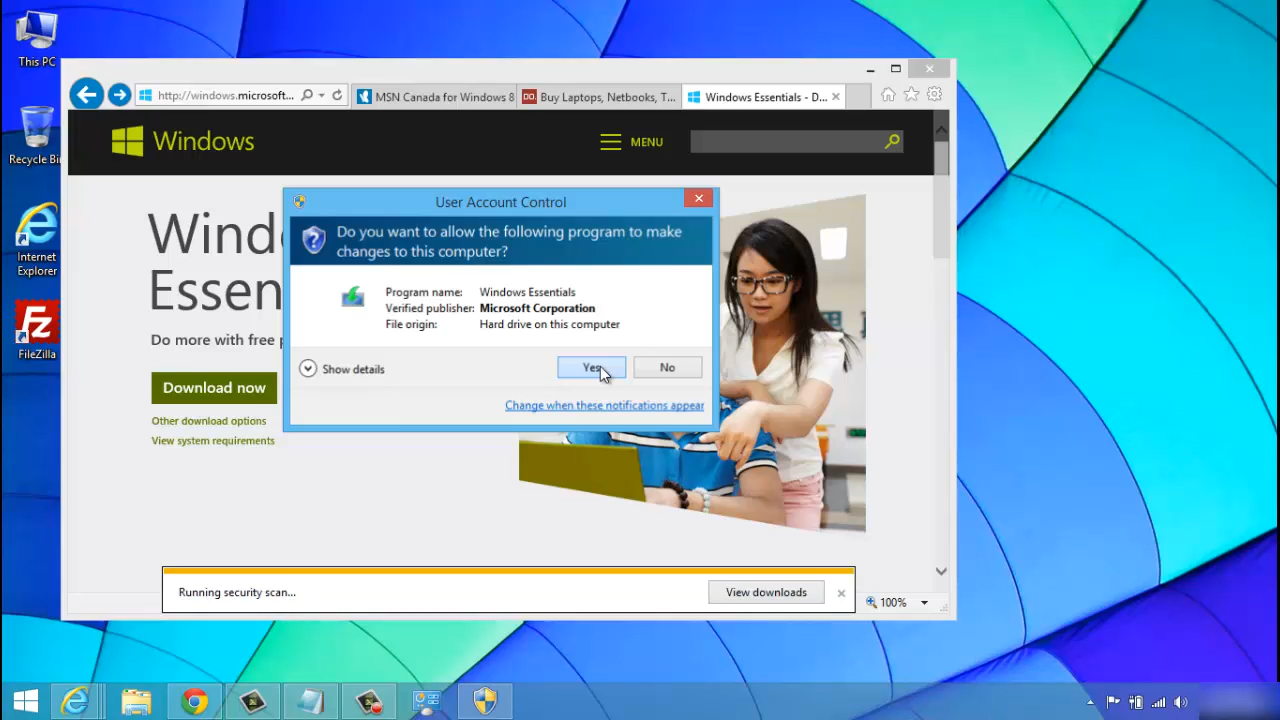 This PC
Recycle Bin
Internet
Explorer
FileZilla
http://windows.microsoft...
MSN Canada for Windows 8
DO.
Buy Laptops, Netbooks, T...
Windows Essentials - D...
Windows
MENU
Wind
Essen
Do more with free p
Download now
Other download options
View system requirements
User Account Control
Do you want to allow the following program to make
changes to this computer?
Program name: Windows Essentials
Verified publisher: Microsoft Corporation
File origin: Hard drive on this computer
Show details
Yes
No
Change when these notifications appear
Running security scan...
View downloads
100%